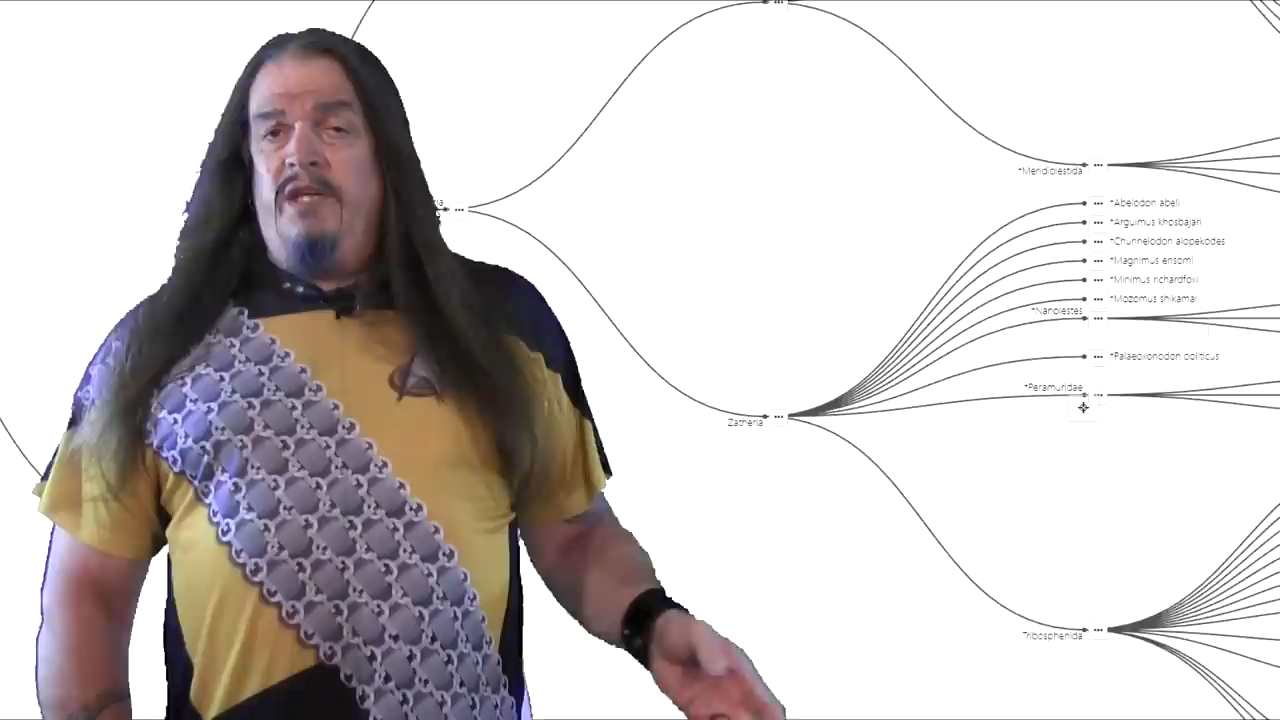 *Meridiolestida
*Abelodon abeli
*Arguimus khosbajari
*Chunnelodon alopekodes
*Magnimus ensomi
*Minimus richardfoxi
*Mozomus shikamai
*Nanolestes
*Palaeoxonodon ooliticus
*Peramuridae
Zatheria
Tribosphenida